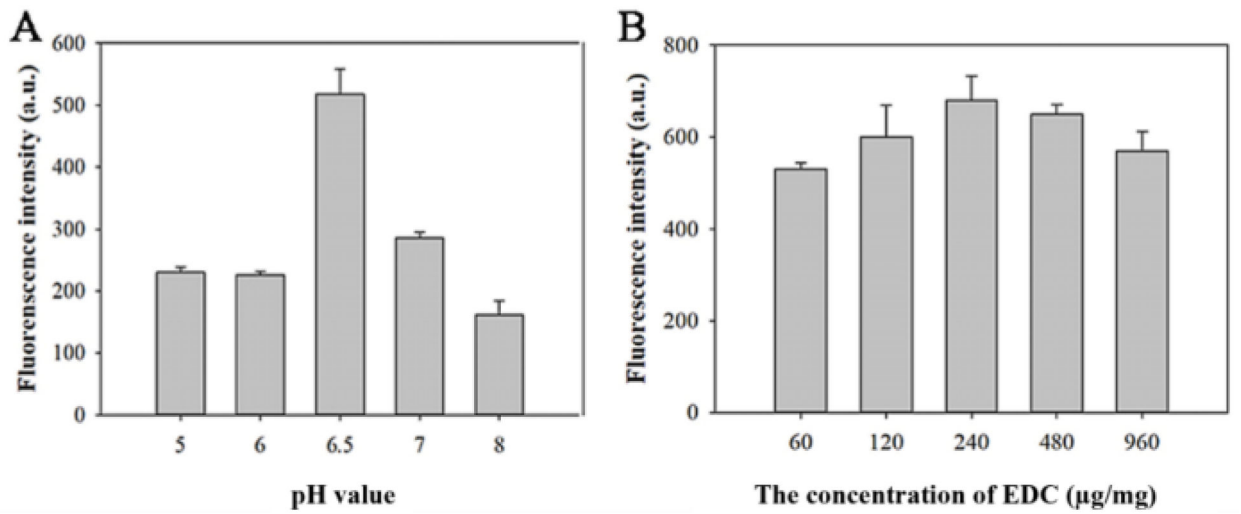 A
Fluorenscence intensity (a.u.)
600
500
400
300
200
100
0
5 6 6.5 7 8
pH value
B
Fluorescence intensity (a.u.)
800
600
400
200
0
60 120 240 480 960
The concentration of EDC (μg/mg)